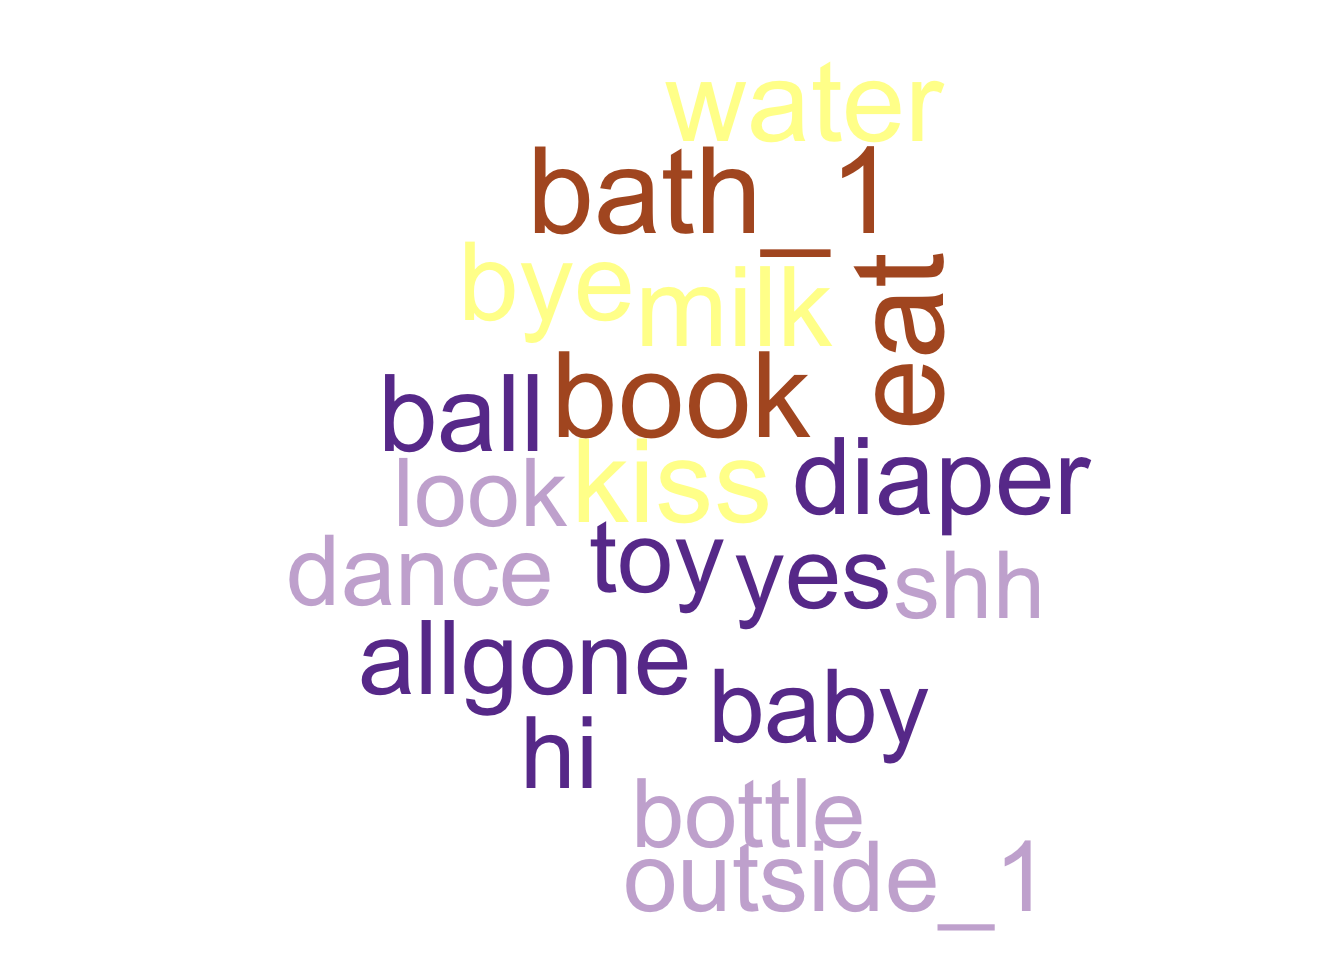 water
bath_1
bye milk
eat
ball book
look kiss diaper
dance toy yes shh
allgone
baby
hi
bottle
outside_1